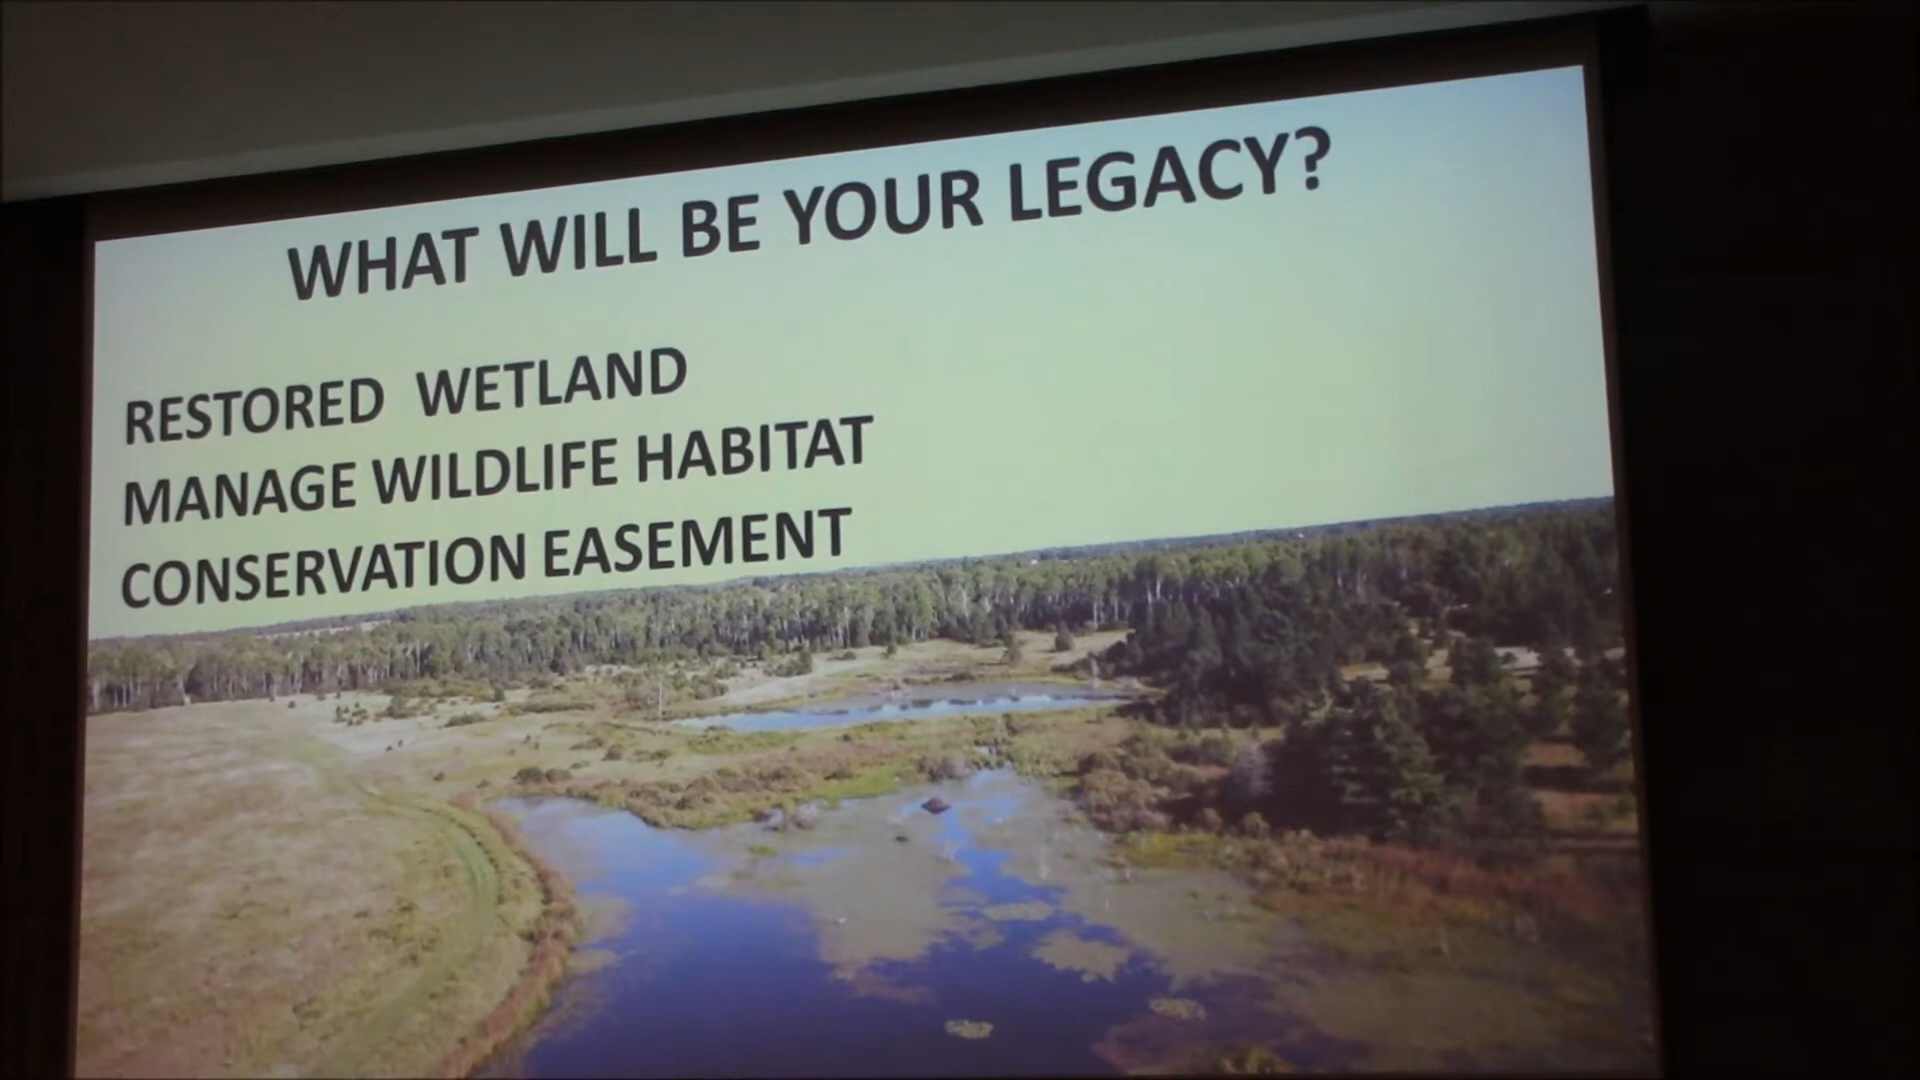 WHAT WILL BE YOUR LEGACY?
RESTORED WETLAND
MANAGE WILDLIFE HABITAT
CONSERVATION EASEMENT